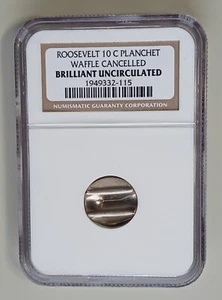 ROOSEVELT 10 C PLANCHET
WAFFLE CANCELLED
BRILLIANT UNCIRCULATED
1949332-115
NUMISMATIC GUARANTY CORPORATION